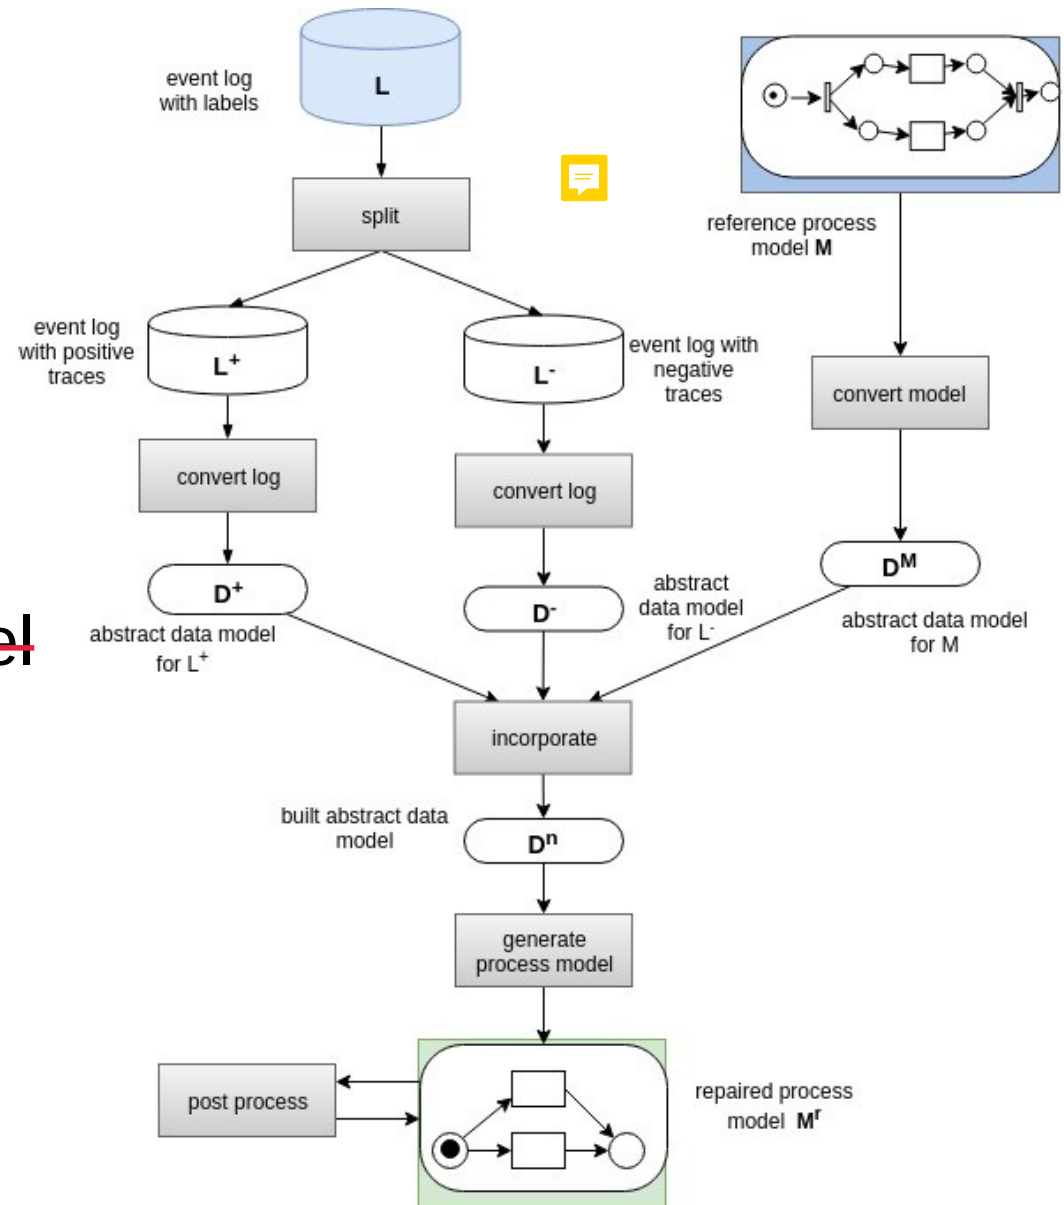 event log
with labels
L
split
reference process
model M
event log
with positive
traces
L+
L-
event log with
negative
traces
convert model
convert log
convert log
D+
D-
abstract
data model
for L-
DM
abstract data model
for L+
abstract data model
for M
el
incorporate
built abstract data
model
Dn
generate
process model
post process
repaired process
model Mr